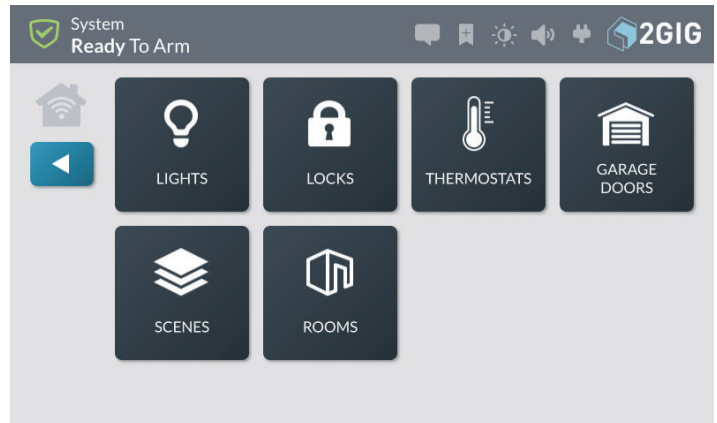 System
Ready To Arm
2GIG
LIGHTS
LOCKS
THERMOSTATS
GARAGE
DOORS
SCENES
ROOMS